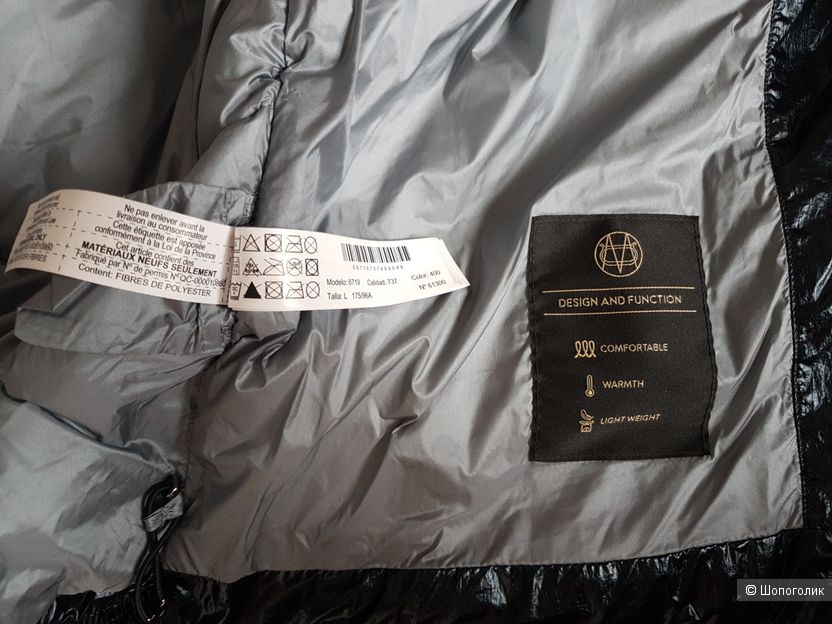 Ne pas enlever avant la
livraison au consommateur
Cette étiquette est apposée
conformément à la Loi de la Province
Cet article contient des
MATÉRIAUX NEUFS SEULEMENT
Fabriqué par N° de permis N°QC-
Content: FIBRES DE POLYESTER
Modelo: 6719 Calidad: 737 Color: 400
Talla: L 175/96A N° 61300
DESIGN AND FUNCTION
COMFORTABLE
WARMTH
LIGHT WEIGHT
© Шопоголик